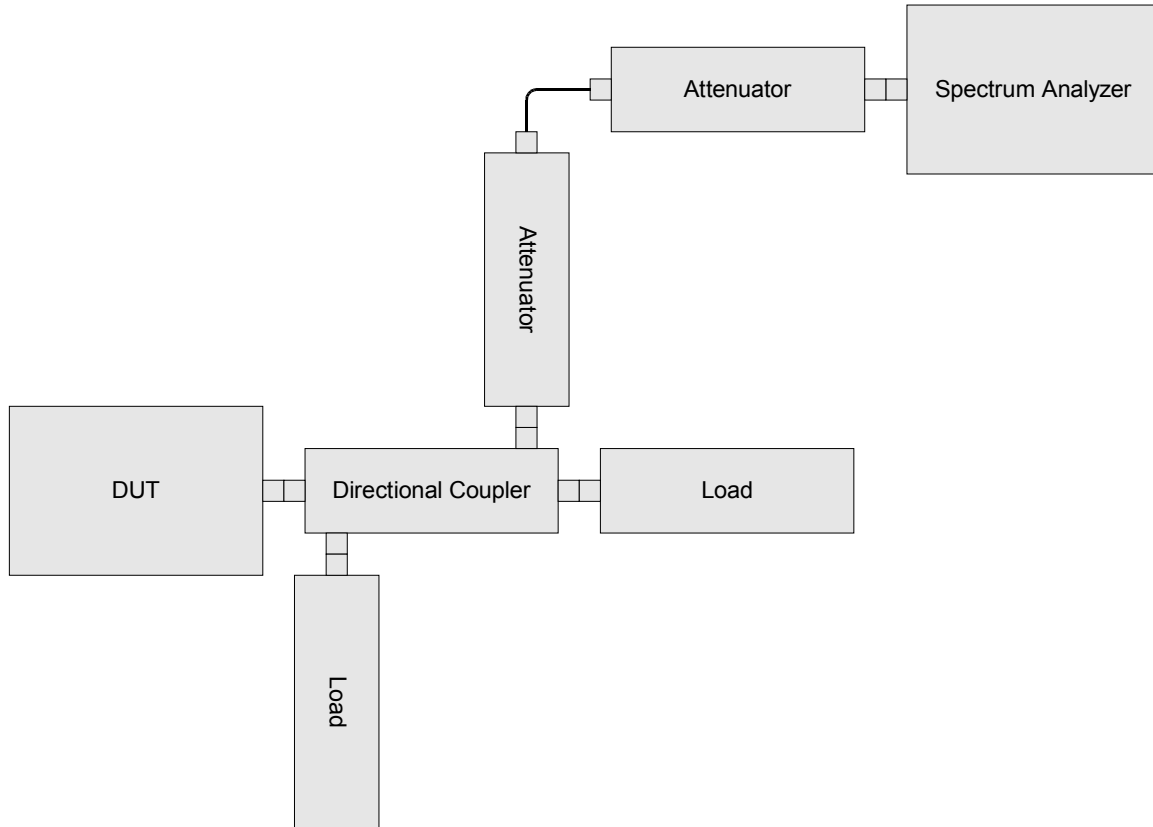 Attenuator
Spectrum Analyzer
Attenuator
DUT
Directional Coupler
Load
Load